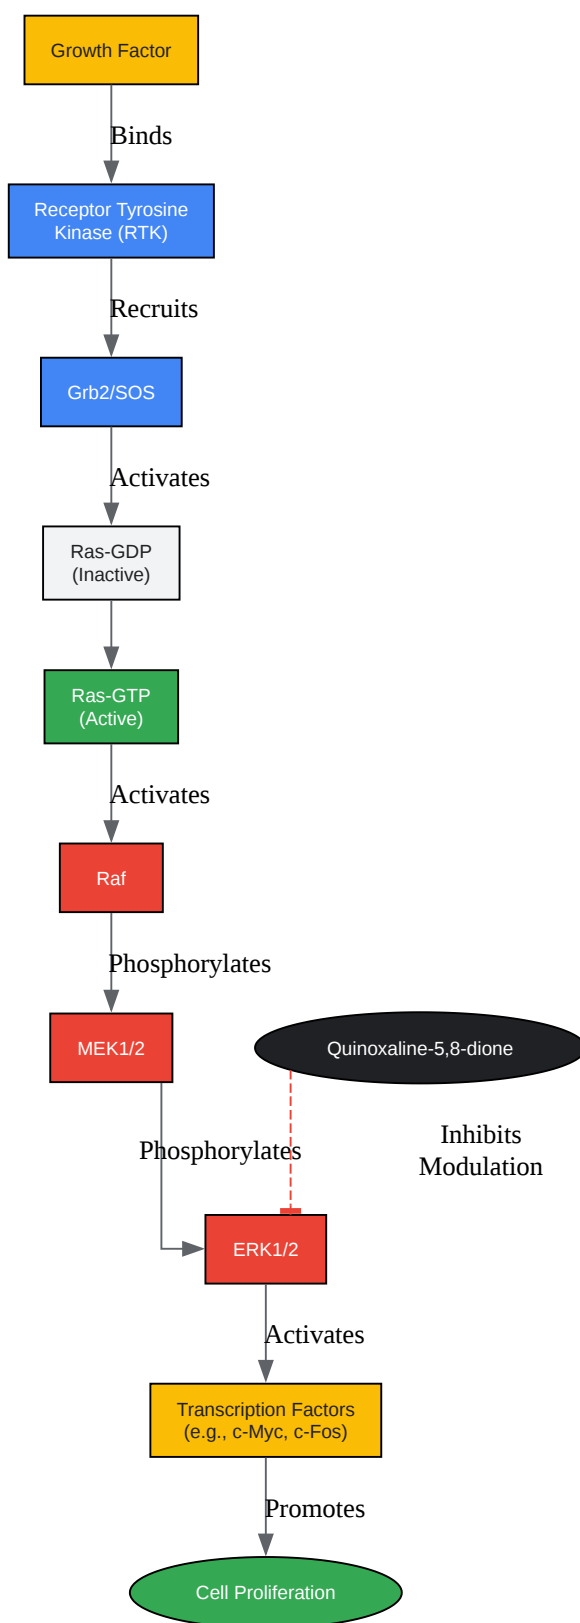 Growth Factor
Binds
Receptor Tyrosine
Kinase (RTK)
Recruits
Grb2/SOS
Activates
Ras-GDP
(Inactive)
Ras-GTP
(Active)
Activates
Raf
Phosphorylates
MEK1/2
Quinoxaline-5,8-dione
Phosphorylates
Inhibits
Modulation
ERK1/2
Activates
Transcription Factors
(e.g., c-Myc, c-Fos)
Promotes
Cell Proliferation